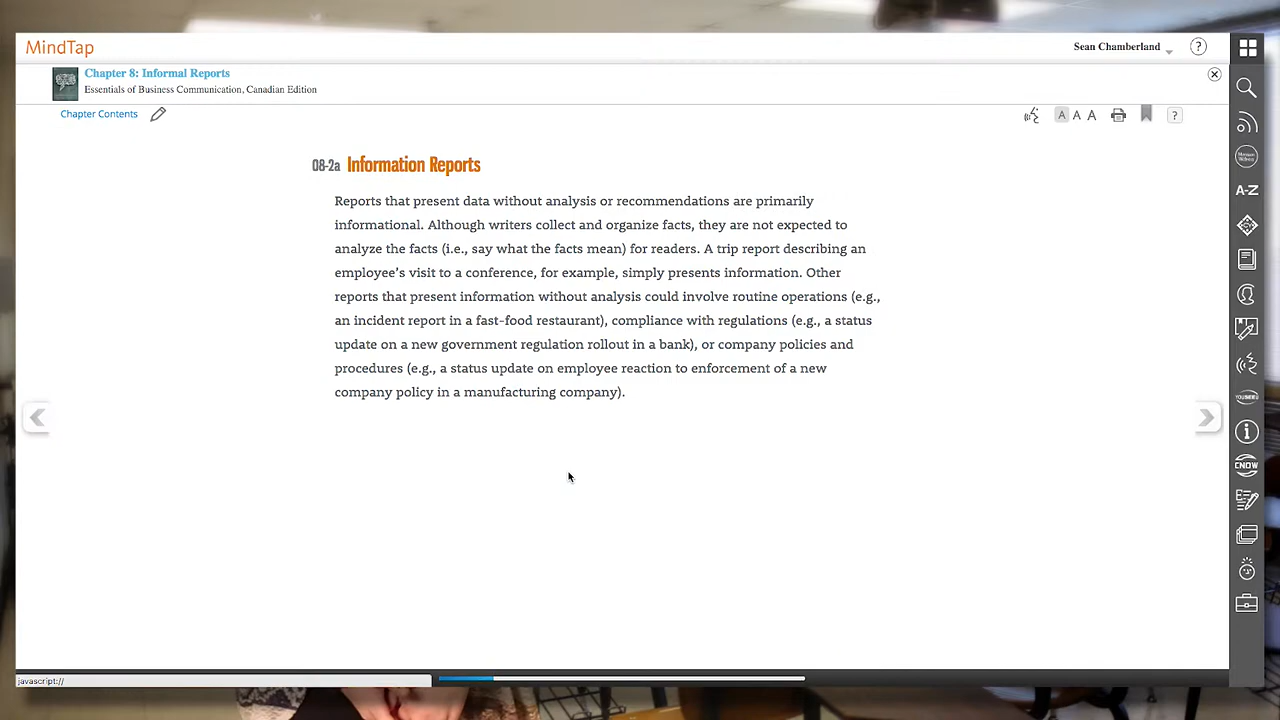 MindTap
Sean Chamberland
?
Chapter 8: Informal Reports
Essentials of Business Communication, Canadian Edition
Chapter Contents
A A A
?
08-2a Information Reports
Reports that present data without analysis or recommendations are primarily
informational. Although writers collect and organize facts, they are not expected to
analyze the facts (i.e., say what the facts mean) for readers. A trip report describing an
employee's visit to a conference, for example, simply presents information. Other
reports that present information without analysis could involve routine operations (e.g.,
an incident report in a fast-food restaurant), compliance with regulations (e.g., a status
update on a new government regulation rollout in a bank), or company policies and
procedures (e.g., a status update on employee reaction to enforcement of a new
company policy in a manufacturing company).
A-Z
CNOW
javascript://